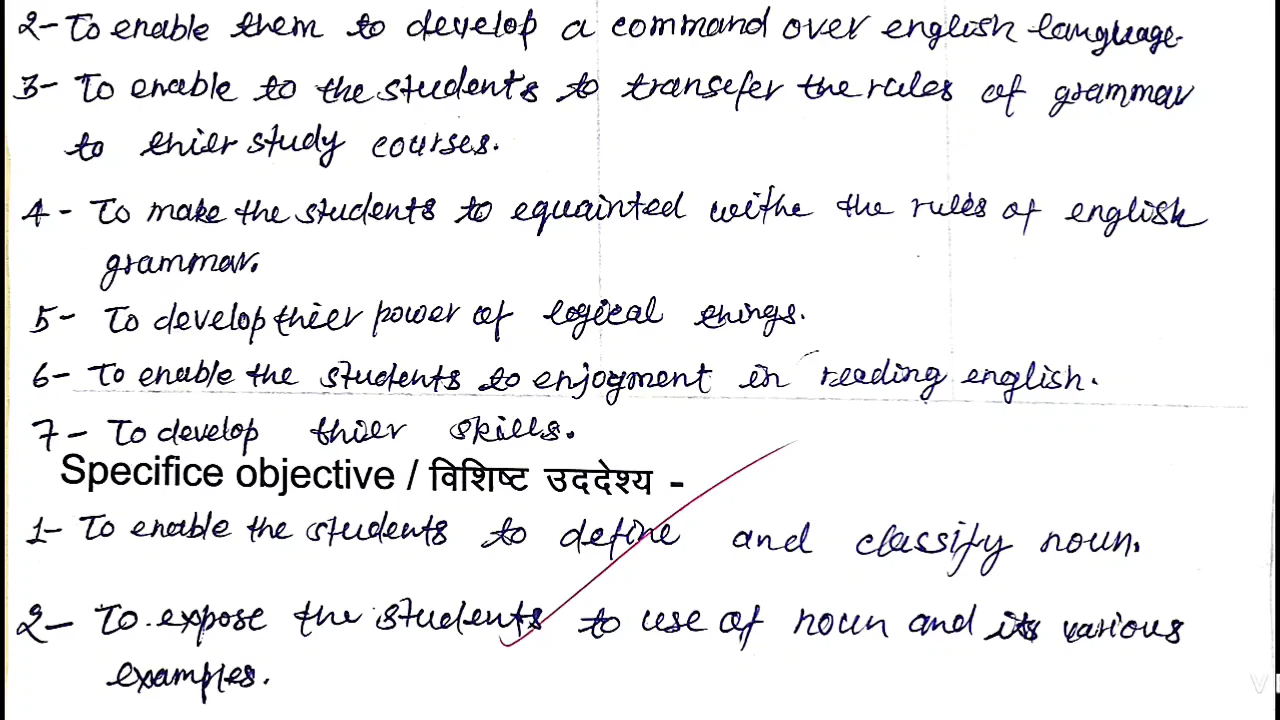 2- To enable them to develop a command over english language.
3- To enable to the students to transefer the rules of grammar
to thier study courses.
4- To make the students to equainted withe the rules of english
grammar.
5- To develop thier power of logical things.
6- To enable the students to enjoyment in reading english.
7- To develop thier skills.
Specifice objective / विशिष्ट उददेश्य -
1- To enable the students to define and classify noun.
2- To expose the students to use of noun and its various
examples.